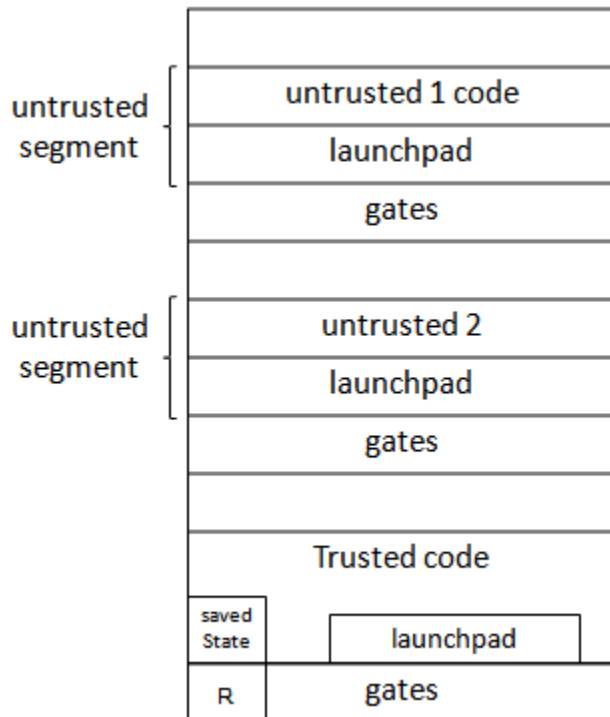 untrusted 1 code
untrusted
segment
launchpad
gates
untrusted 2
untrusted
segment
launchpad
gates
Trusted code
saved
State
launchpad
R
gates